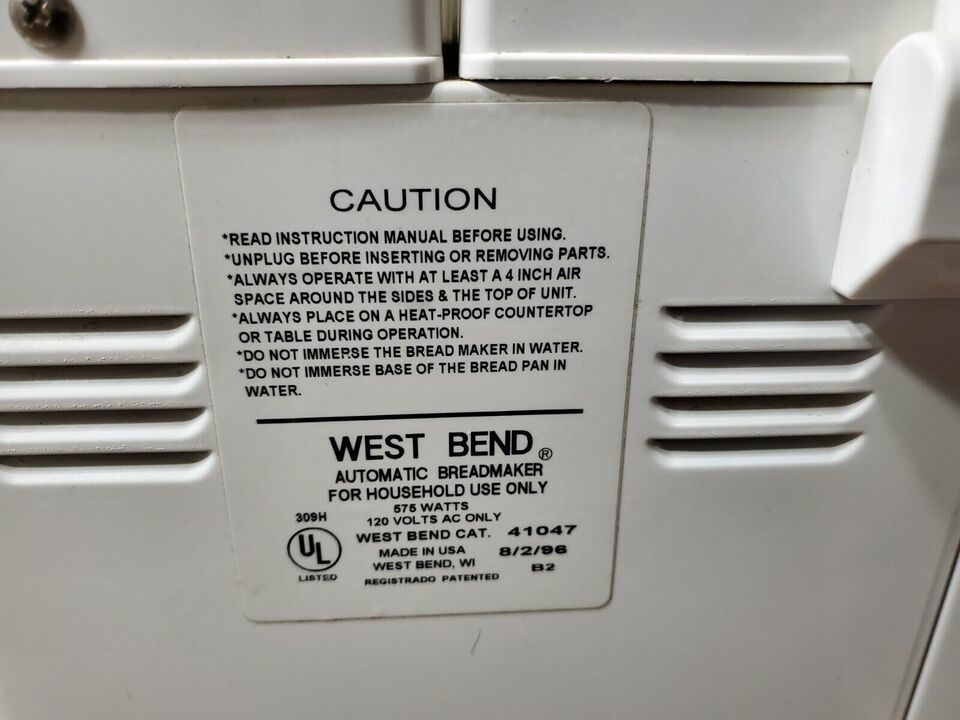 CAUTION
*READ INSTRUCTION MANUAL BEFORE USING.
*UNPLUG BEFORE INSERTING OR REMOVING PARTS.
*ALWAYS OPERATE WITH AT LEAST A 4 INCH AIR
SPACE AROUND THE SIDES & THE TOP OF UNIT.
*ALWAYS PLACE ON A HEAT-PROOF COUNTERTOP
OR TABLE DURING OPERATION.
*DO NOT IMMERSE THE BREAD MAKER IN WATER.
*DO NOT IMMERSE BASE OF THE BREAD PAN IN
WATER.
WEST BEND®
AUTOMATIC BREADMAKER
FOR HOUSEHOLD USE ONLY
575 WATTS
309H 120 VOLTS AC ONLY
WEST BEND CAT. 41047
UL MADE IN USA 8/2/96
WEST BEND, WI B2
LISTED REGISTRADO PATENTED